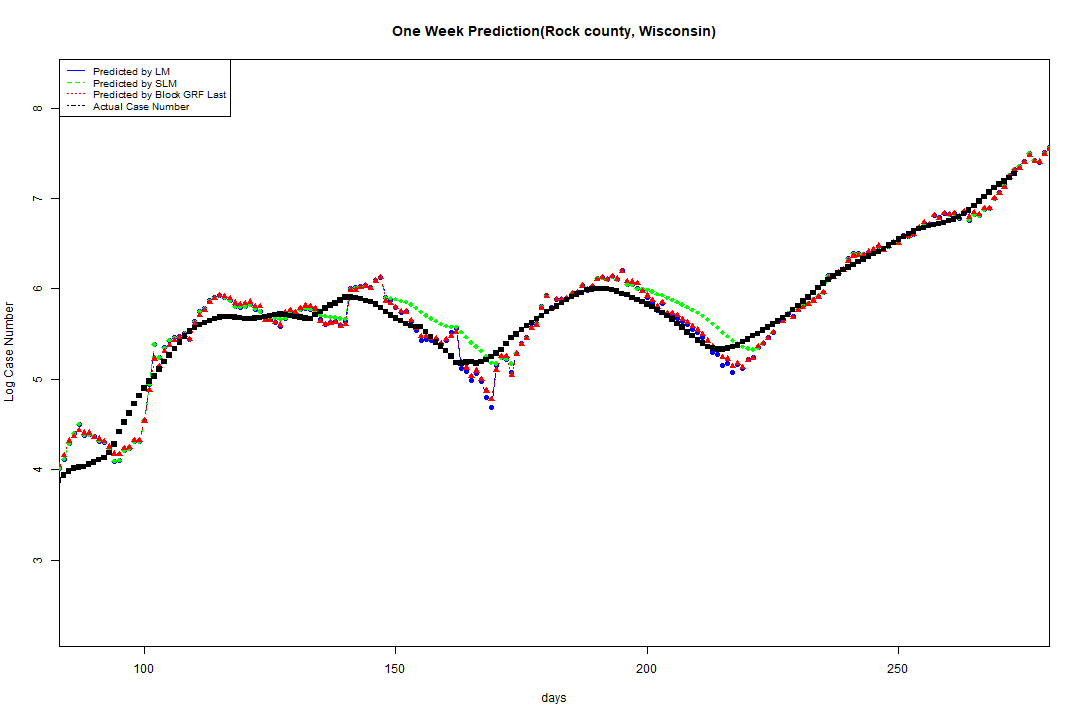 One Week Prediction(Rock county, Wisconsin)
Predicted by LM
Predicted by SLM
Predicted by Block GRF Last
Actual Case Number
8
7
6
5
4
3
Log Case Number
100 150 200 250
days